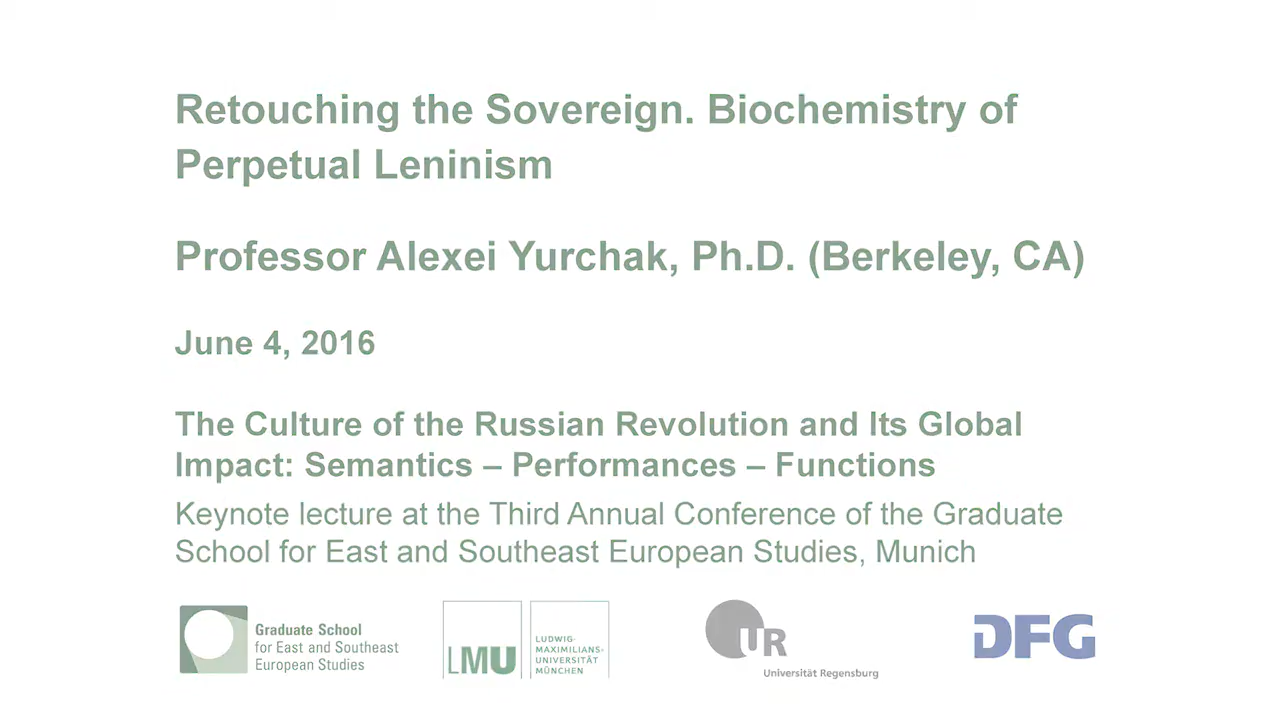 Retouching the Sovereign. Biochemistry of
Perpetual Leninism
Professor Alexei Yurchak, Ph.D. (Berkeley, CA)
June 4, 2016
The Culture of the Russian Revolution and Its Global
Impact: Semantics – Performances – Functions
Keynote lecture at the Third Annual Conference of the Graduate
School for East and Southeast European Studies, Munich
Graduate School
for East and Southeast
European Studies
LMU
LUDWIG-
MAXIMILIANS-
UNIVERSITÄT
MÜNCHEN
UR
Universität Regensburg
DFG